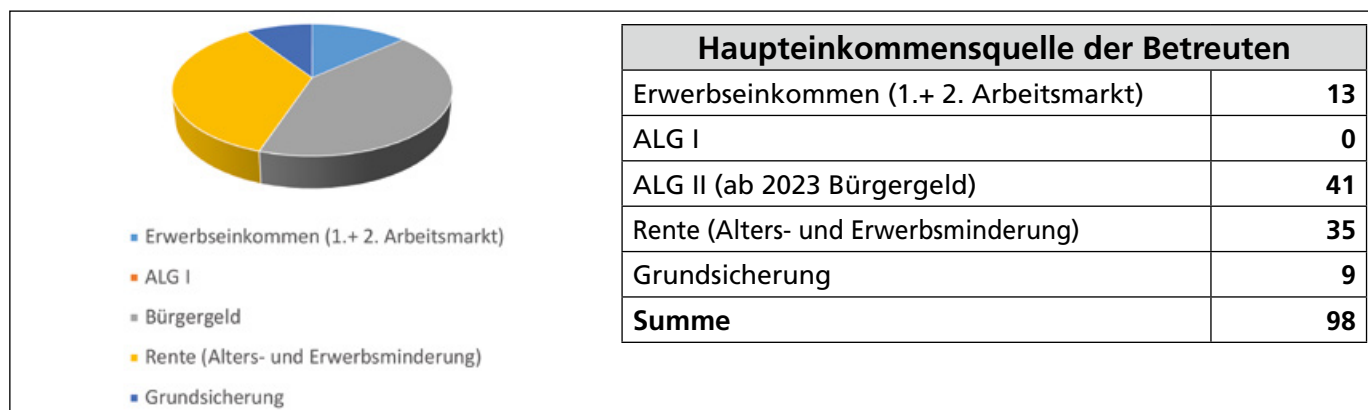 Erwerbseinkommen (1.+ 2. Arbeitsmarkt)
ALG I
Bürgergeld
Rente (Alters- und Erwerbsminderung)
Grundsicherung
Haupteinkommensquelle der Betreuten
Erwerbseinkommen (1.+ 2. Arbeitsmarkt) 13
ALG I 0
ALG II (ab 2023 Bürgergeld) 41
Rente (Alters- und Erwerbsminderung) 35
Grundsicherung 9
Summe 98